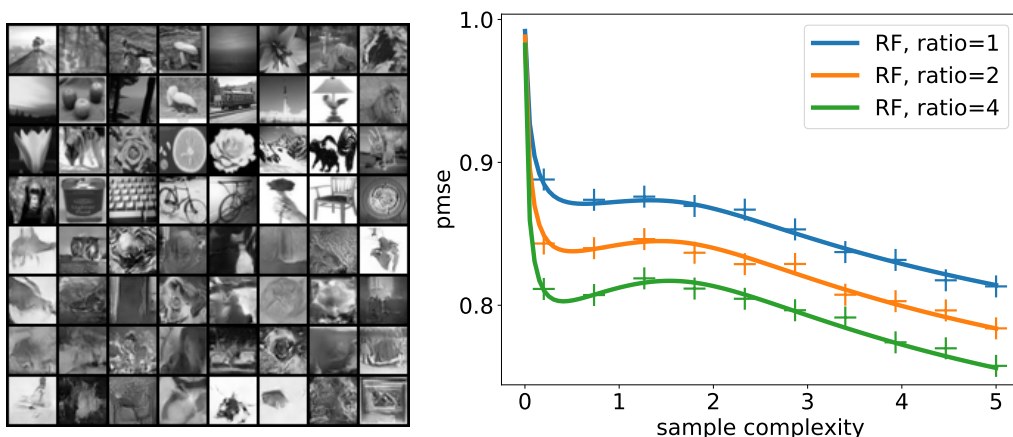 1.0
0.9
0.8
pmse
RF, ratio=1
RF, ratio=2
RF, ratio=4
0 1 2 3 4 5
sample complexity